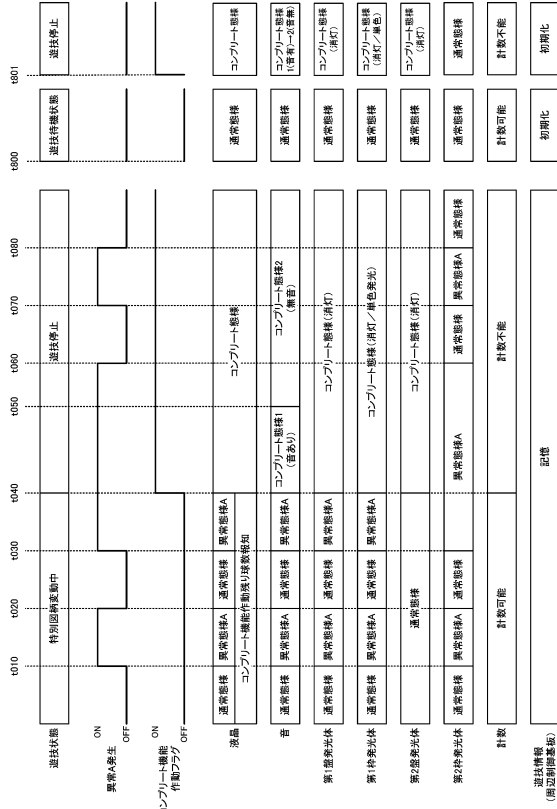 t010 t020 t030 t040 t050 t060 t070 t080 t800 t801
遊技状態 特別図柄変動中 遊技停止 遊技待機状態 遊技停止
異常A発生 ON OFF
コンプリート機能
作動フラグ
ON OFF
液晶 通常態様 異常態様A 通常態様 異常態様A コンプリート態様 通常態様 コンプリート態様
コンプリート機能作動残り球数報知
音 通常態様 異常態様A 通常態様 異常態様A コンプリート態様1
(音あり)
コンプリート態様2
(無音)
通常態様 コンプリート態様
1(音有)→2(音無)
第1盤発光体 通常態様 異常態様A 通常態様 異常態様A コンプリート態様(消灯) 通常態様 コンプリート態様
(消灯)
第1枠発光体 通常態様 異常態様A 通常態様 異常態様A コンプリート態様(消灯/単色発光) 通常態様 コンプリート態様
(消灯/単色)
第2盤発光体 通常態様 コンプリート態様(消灯) 通常態様 コンプリート態様
(消灯)
第2枠発光体 通常態様 異常態様A 通常態様 異常態様A 通常態様 異常態様A 通常態様 通常態様 通常態様
計数 計数可能 計数不能 計数可能 計数不能
遊技情報
(周辺制御基板)
記憶 初期化 初期化